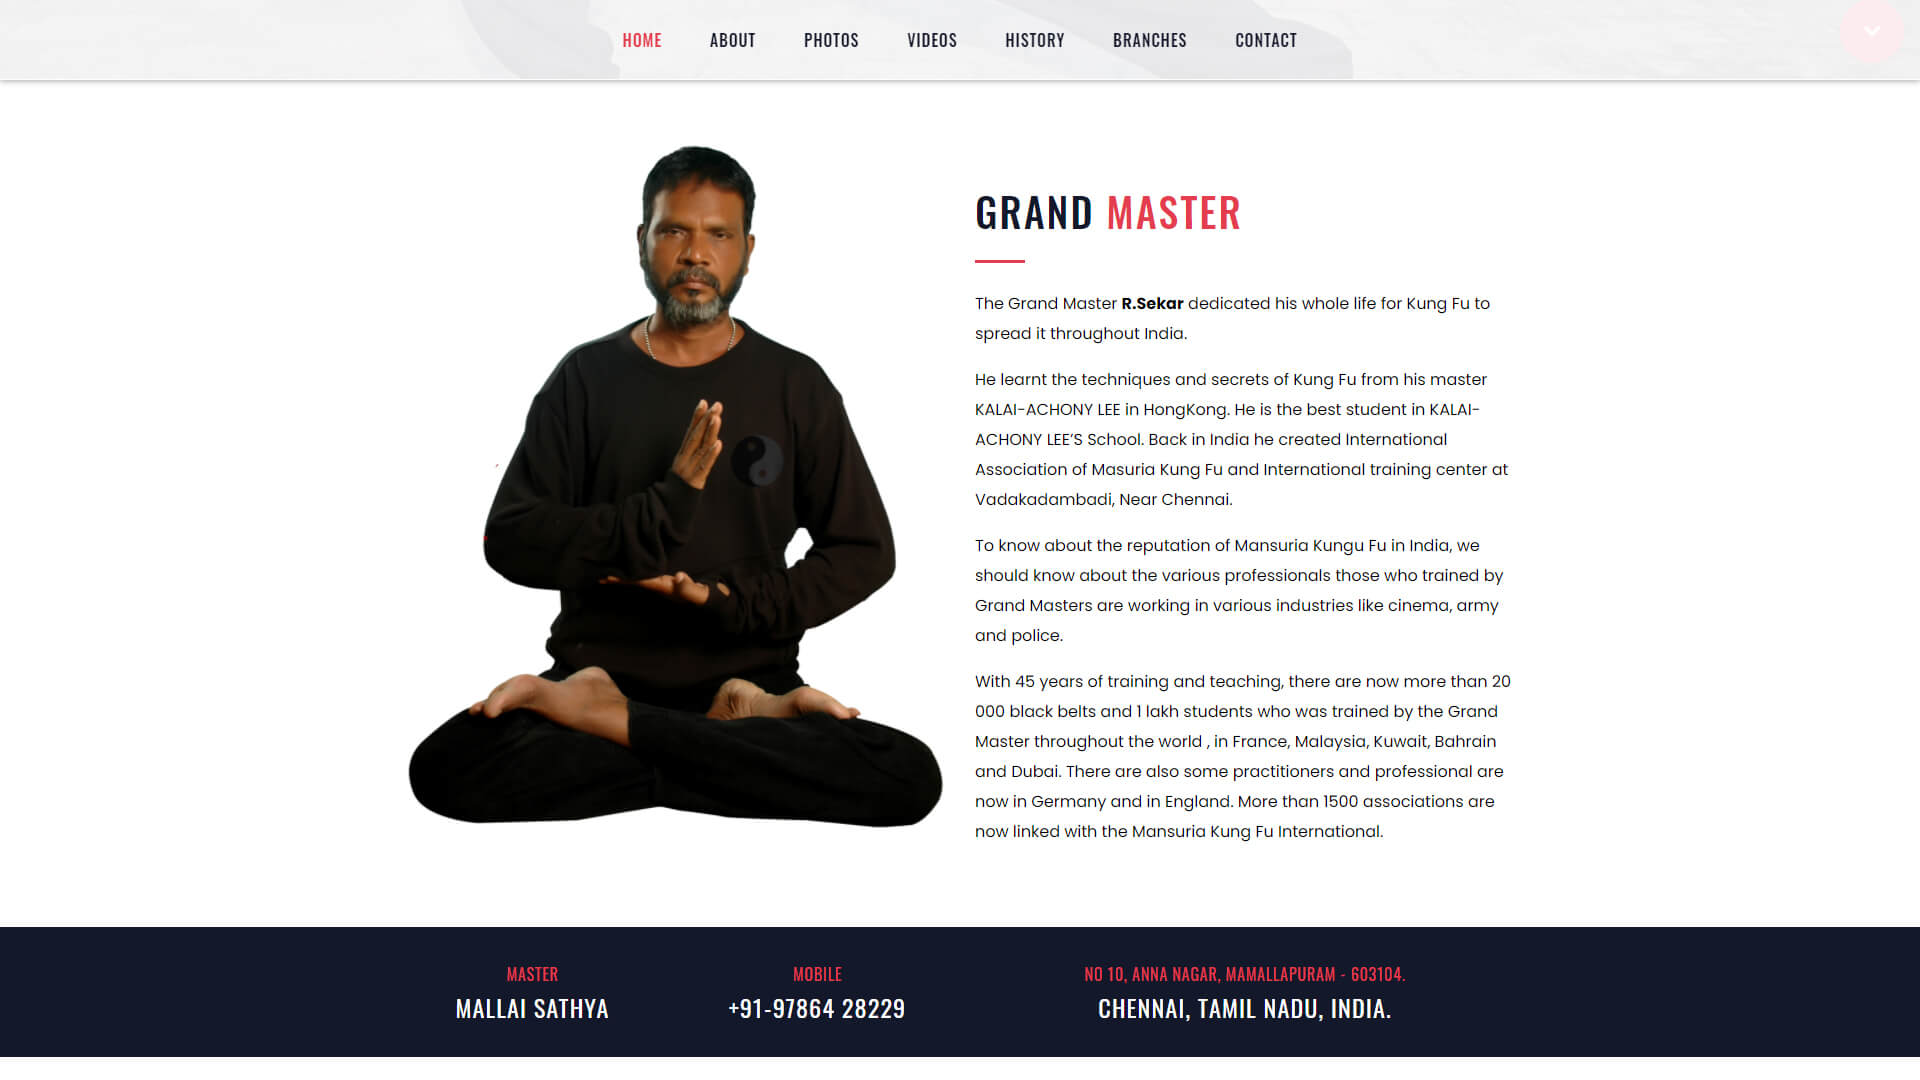 HOME ABOUT PHOTOS VIDEOS HISTORY BRANCHES CONTACT
GRAND MASTER
The Grand Master R.Sekar dedicated his whole life for Kung Fu to
spread it throughout India.
He learnt the techniques and secrets of Kung Fu from his master
KALAI-ACHONY LEE in HongKong. He is the best student in KALAI-
ACHONY LEE’S School. Back in India he created International
Association of Masuria Kung Fu and International training center at
Vadakadambadi, Near Chennai.
To know about the reputation of Mansuria Kungu Fu in India, we
should know about the various professionals those who trained by
Grand Masters are working in various industries like cinema, army
and police.
With 45 years of training and teaching, there are now more than 20
000 black belts and 1 lakh students who was trained by the Grand
Master throughout the world , in France, Malaysia, Kuwait, Bahrain
and Dubai. There are also some practitioners and professional are
now in Germany and in England. More than 1500 associations are
now linked with the Mansuria Kung Fu International.
MASTER
MALLAI SATHYA
MOBILE
+91-97864 28229
NO 10, ANNA NAGAR, MAMALLAPURAM - 603104.
CHENNAI, TAMIL NADU, INDIA.